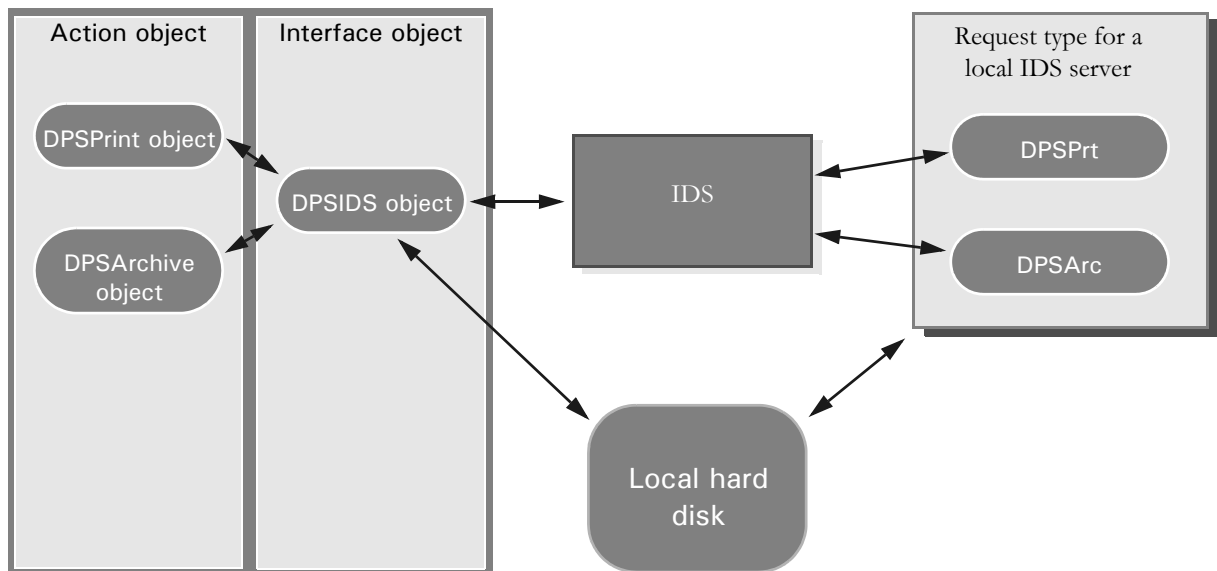 Action object
Interface object
Request type for a
local IDS server
DPSPrint object
DPSArchive
object
DPSIDS object
IDS
DPSPrt
DPSArc
Local hard
disk